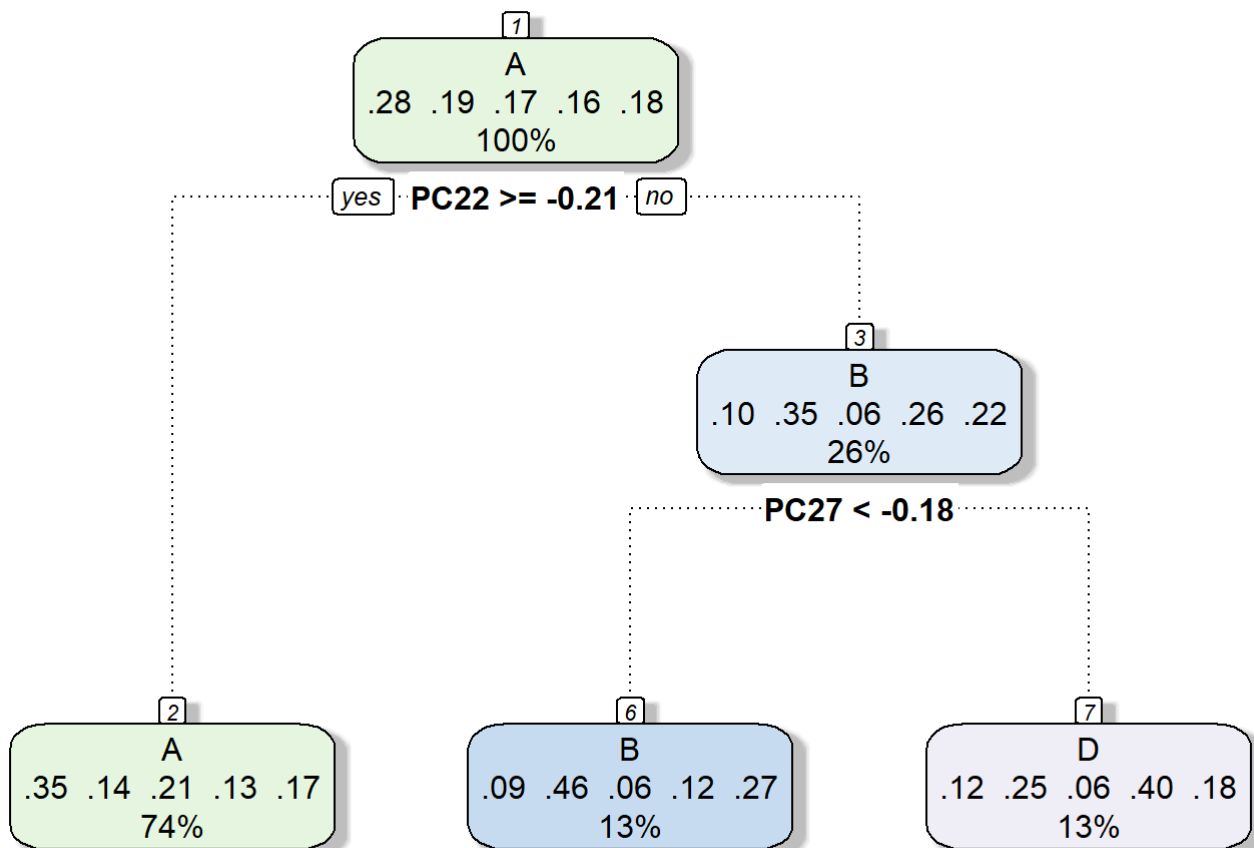 1
A
.28 .19 .17 .16 .18
100%
yes PC22 >= -0.21 no
3
B
.10 .35 .06 .26 .22
26%
PC27 < -0.18
2
A
.35 .14 .21 .13 .17
74%
6
B
.09 .46 .06 .12 .27
13%
7
D
.12 .25 .06 .40 .18
13%